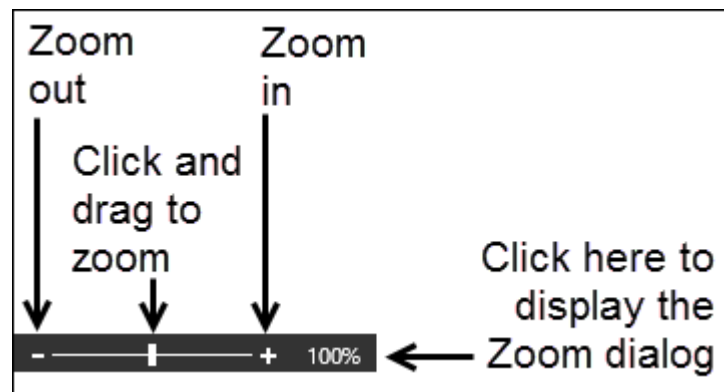 Zoom
out
Zoom
in
Click and
drag to
zoom
Click here to
display the
Zoom dialog
- + 100%